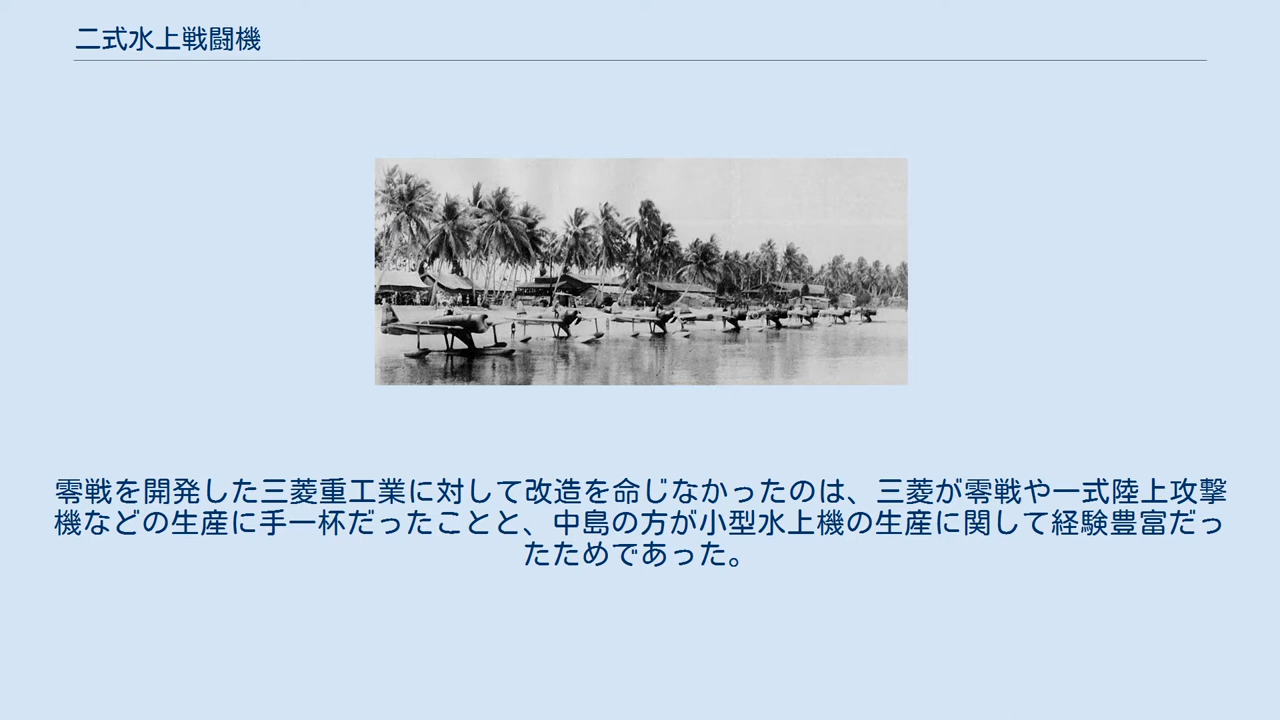 二式水上戦闘機
零戦を開発した三菱重工業に対して改造を命じなかったのは、三菱が零戦や一式陸上攻撃
機などの生産に手一杯だったことと、中島の方が小型水上機の生産に関して経験豊富だっ
たためであった。